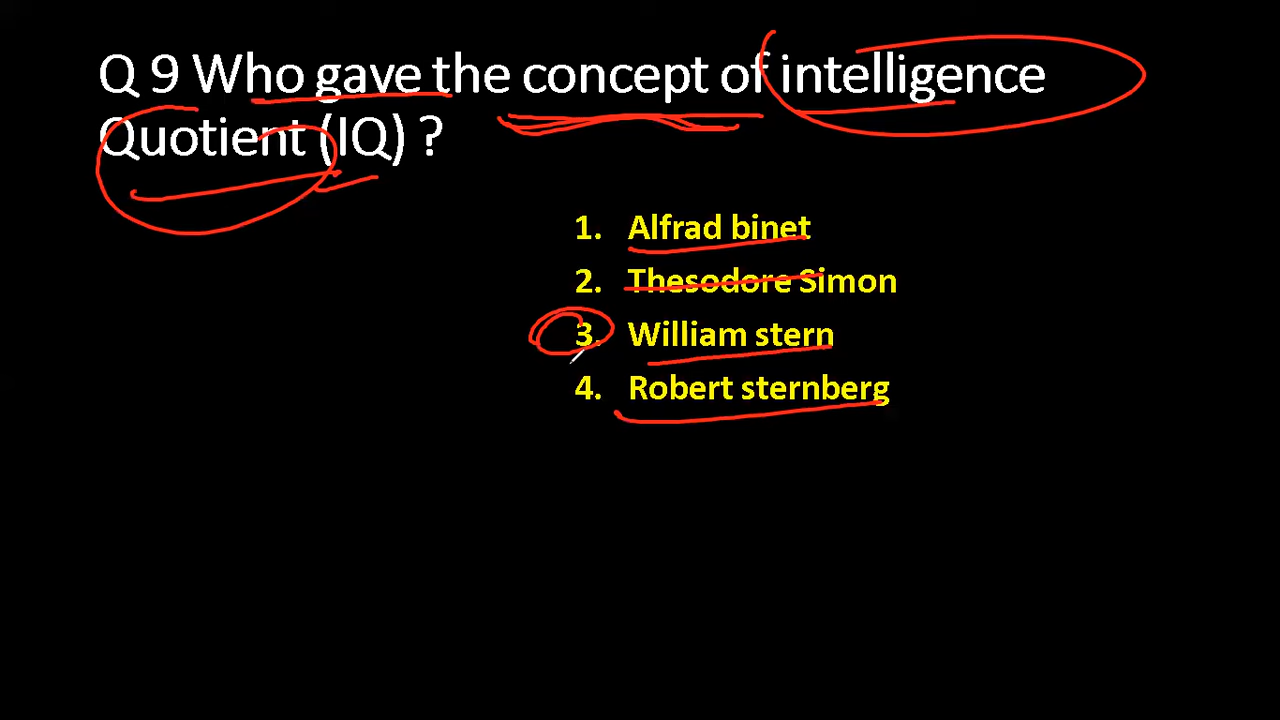 Q 9 Who gave the concept of intelligence
Quotient (IQ) ?
1. Alfrad binet
2. Thesodore Simon
3. William stern
4. Robert sternberg